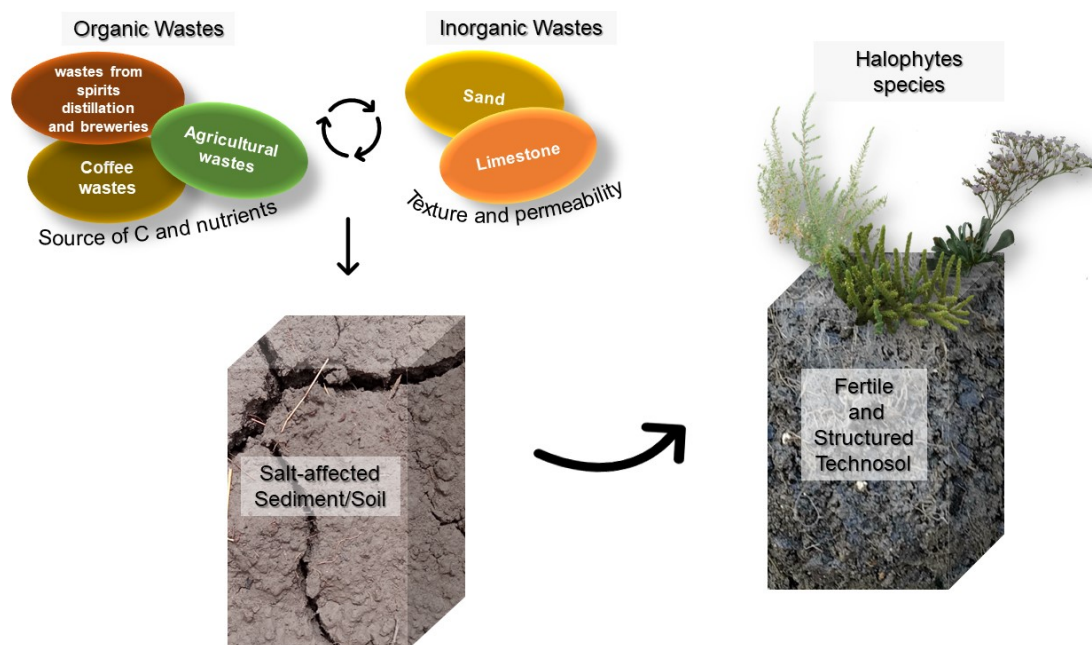 Organic Wastes
wastes from
spirits
distillation
and breweries
Agricultural
wastes
Coffee
wastes
Source of C and nutrients
Inorganic Wastes
Sand
Limestone
Texture and permeability
Halophytes
species
Salt-affected
Sediment/Soil
Fertile
and
Structured
Technosol